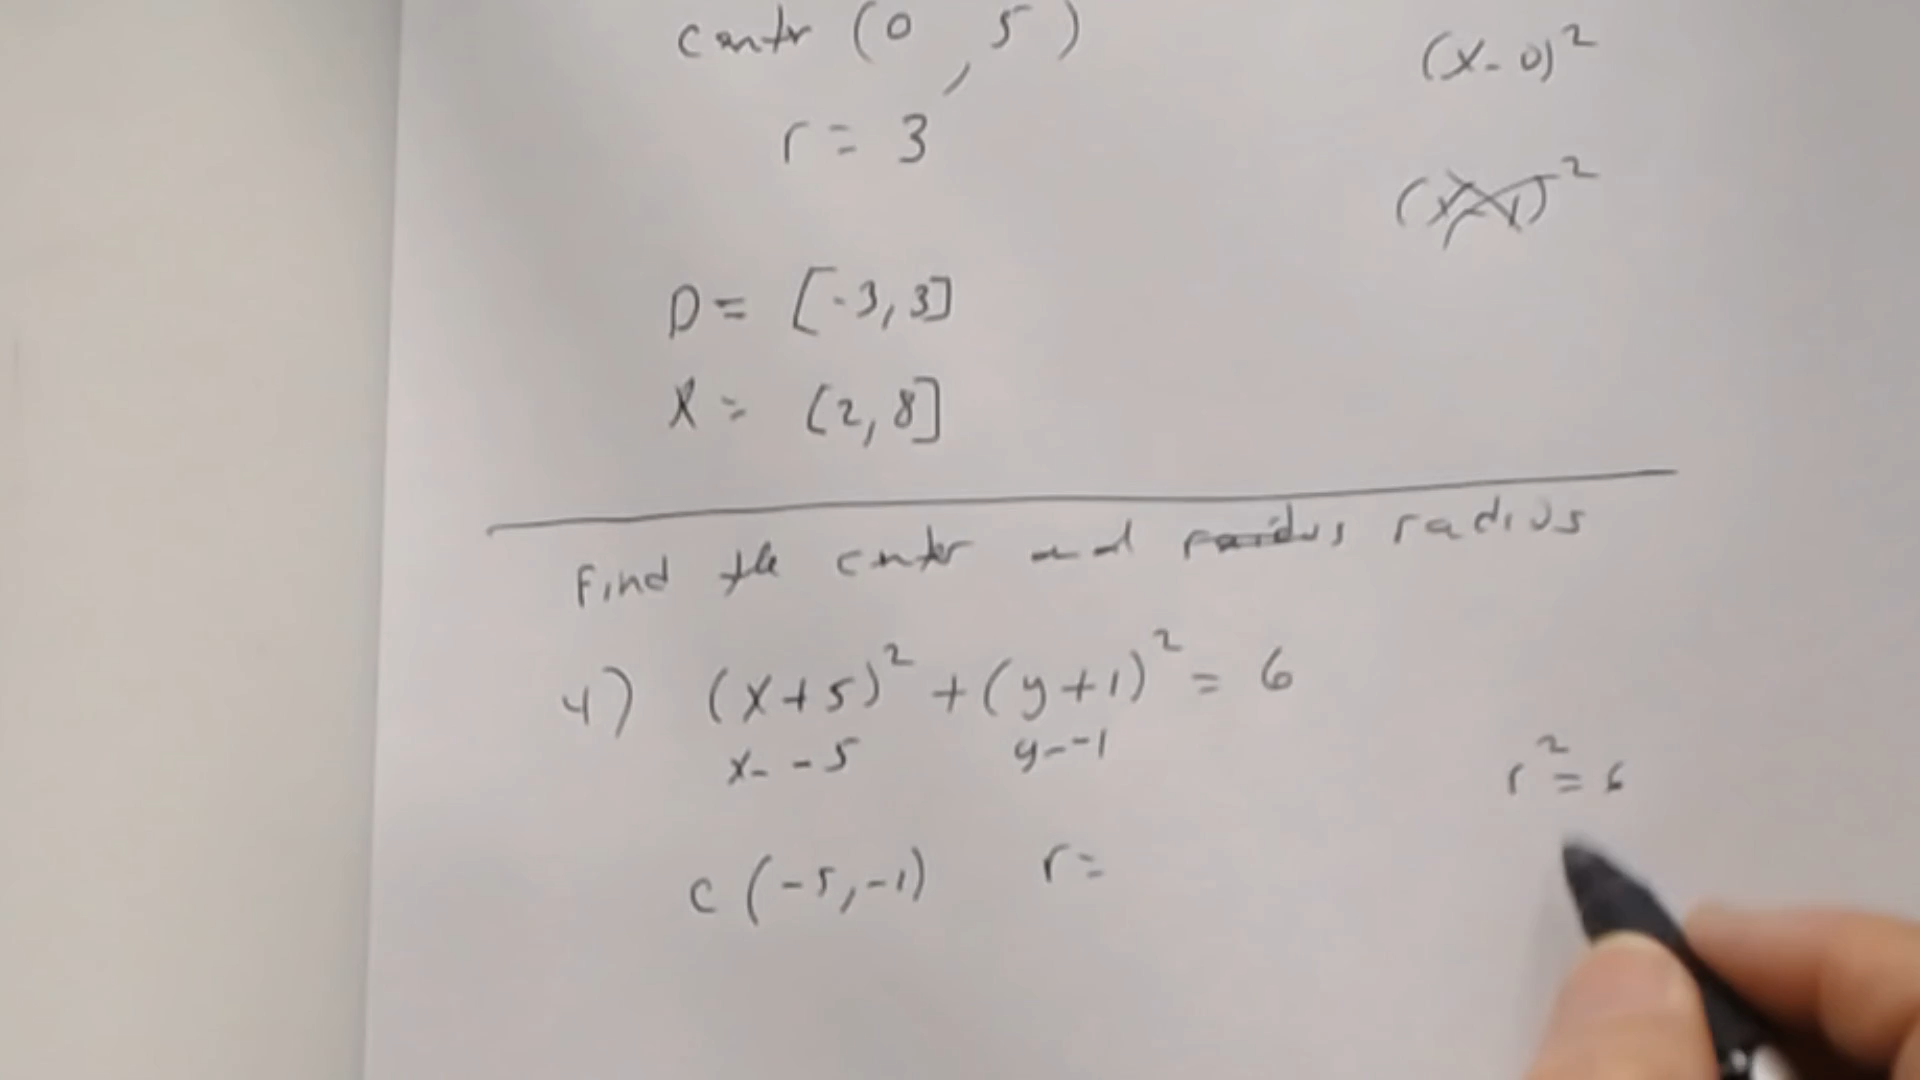 center (0, 5)
(x-0)²
r = 3
D = [-3,3]
R = [2,8]
Find the center and radius
4) (x+5)² + (y+1)² = 6
x--5 y--1
r² = 6
C (-5,-1) r=